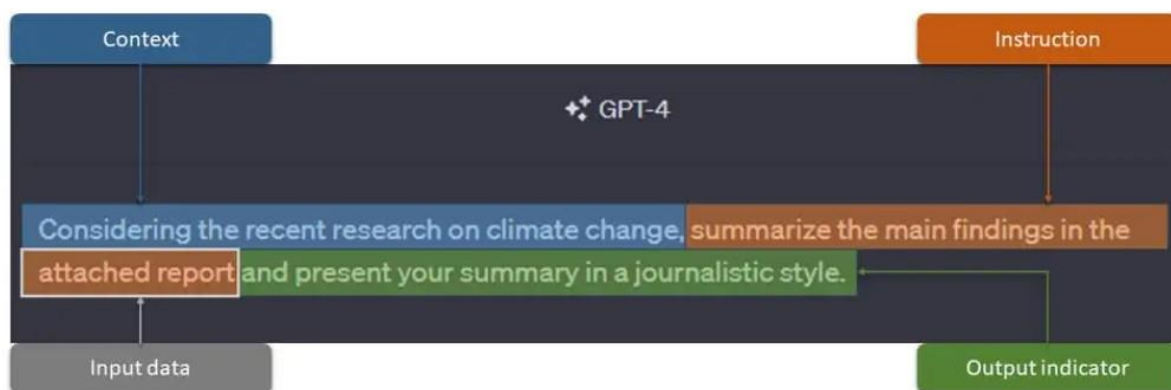 Context
Instruction
GPT-4
Considering the recent research on climate change, summarize the main findings in the
attached report and present your summary in a journalistic style.
Input data
Output indicator